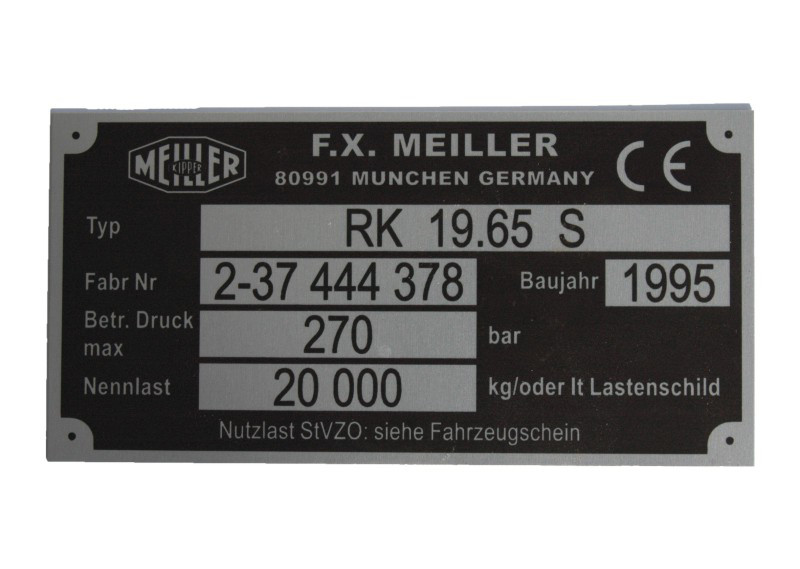 MEILLER
KIPPER
F.X. MEILLER
80991 MUNCHEN GERMANY
CE
Typ RK 19.65 S
Fabr Nr 2-37 444 378 Baujahr 1995
Betr. Druck max 270 bar
Nennlast 20 000 kg/oder lt Lastenschild
Nutzlast StVZO: siehe Fahrzeugschein